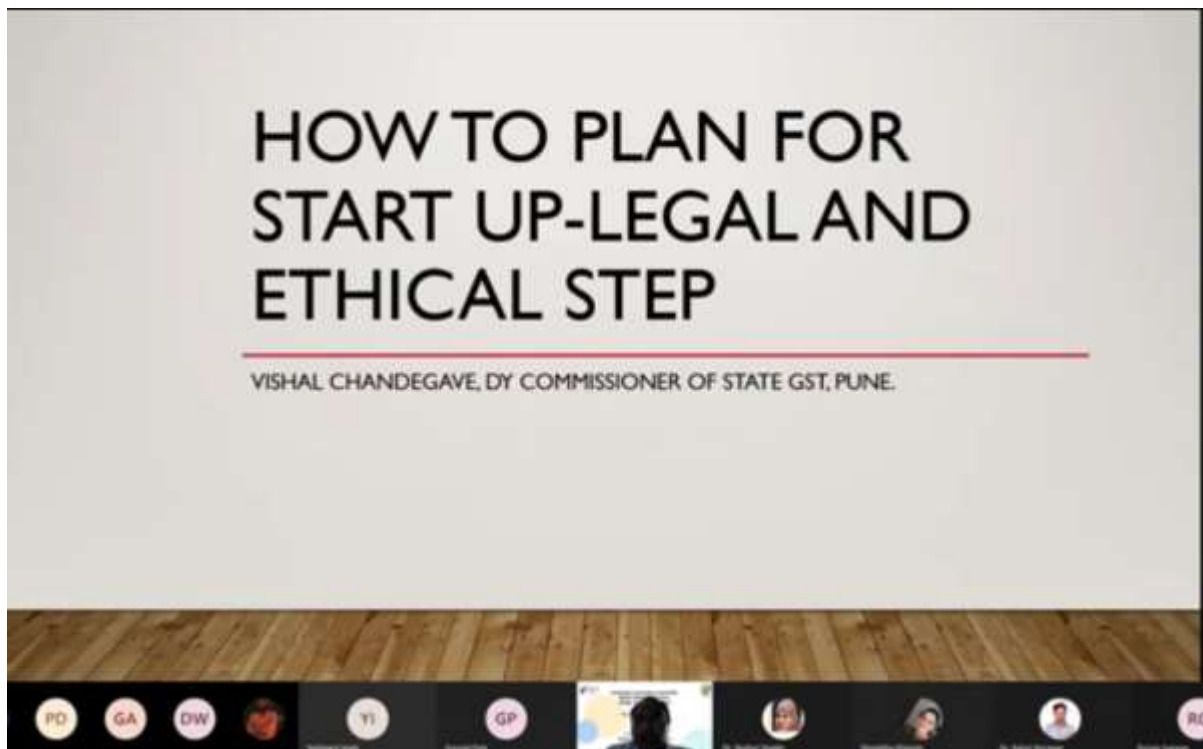 HOW TO PLAN FOR
START UP-LEGAL AND
ETHICAL STEP
VISHAL CHANDEGAVE, DY COMMISSIONER OF STATE GST, PUNE.
PD
GA
DW
YI
GP